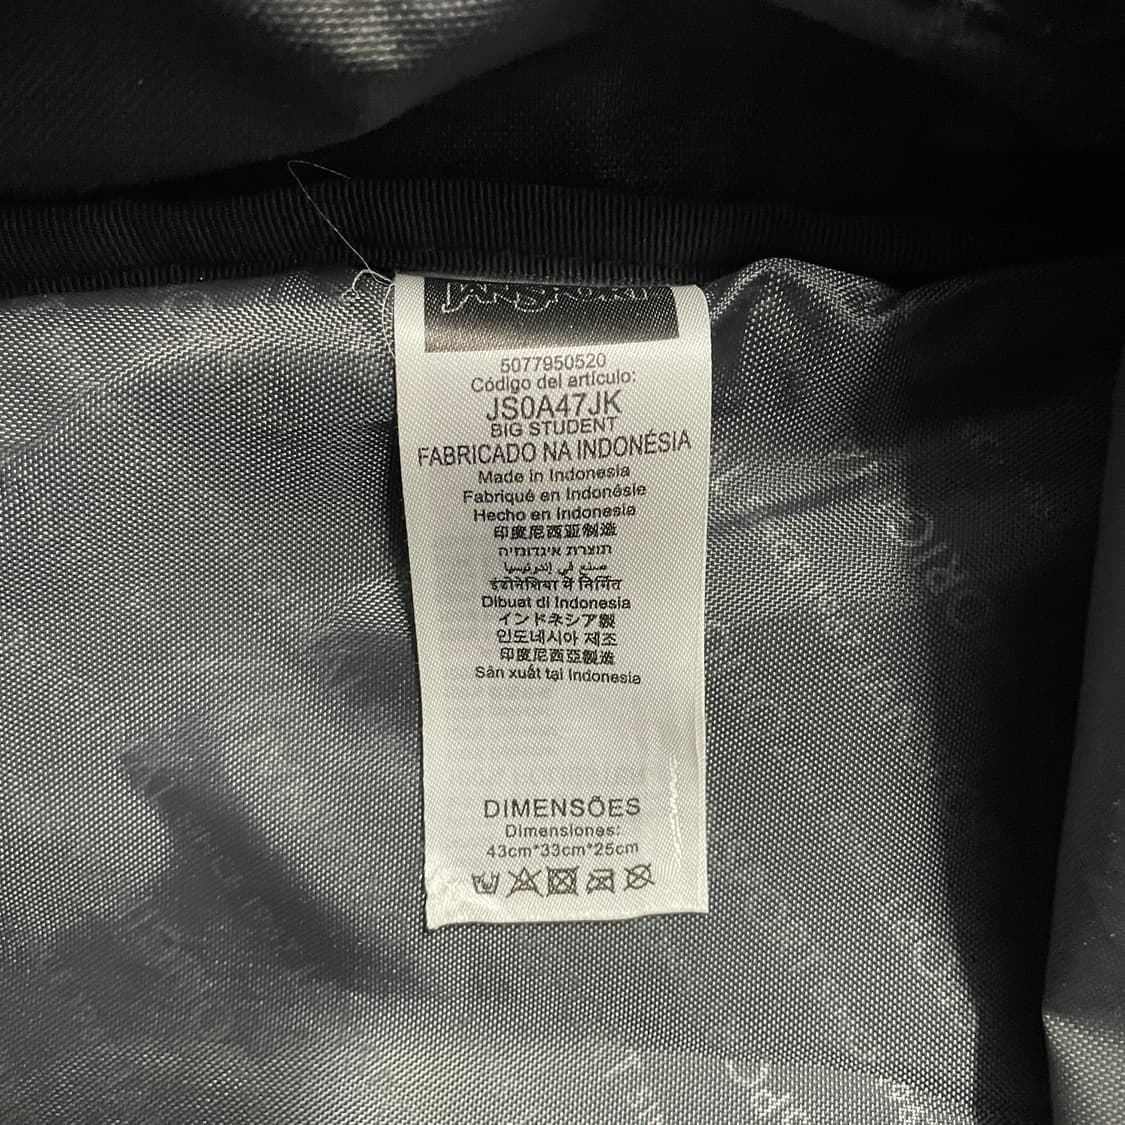 JANSPORT
5077950520
Código del artículo:
JS0A47JK
BIG STUDENT
FABRICADO NA INDONÉSIA
Made in Indonesia
Fabriqué en Indonésie
Hecho en Indonesia
印度尼西亚制造
תוצרת אינדונזיה
صنع في إندونيسيا
इंडोनेशिया में निर्मित
Dibuat di Indonesia
インドネシア製
인도네시아 제조
印度尼西亞製造
Sản xuất tại Indonesia
DIMENSÕES
Dimensiones:
43cm*33cm*25cm